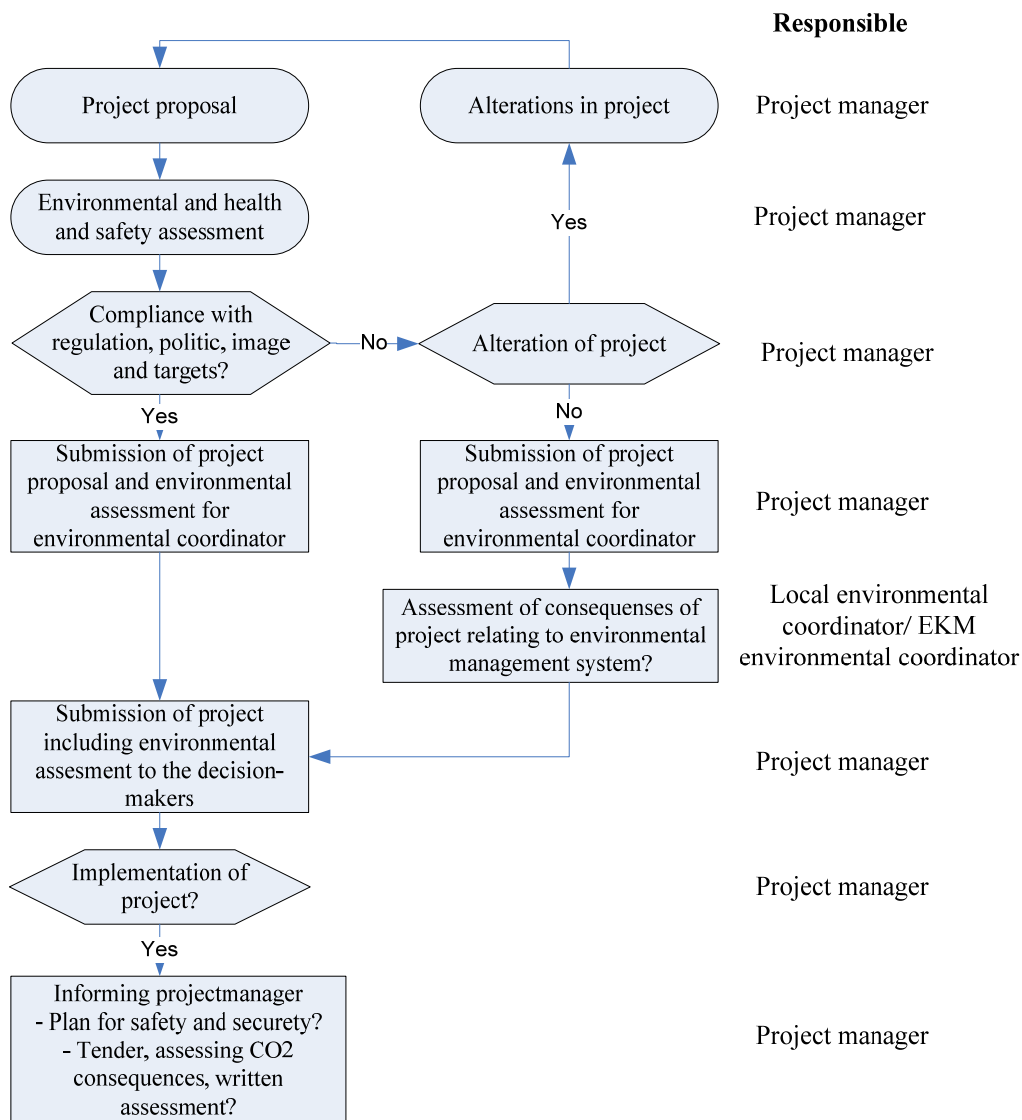 Responsible
Project proposal
Alterations in project
Project manager
Environmental and health
and safety assessment
Yes
Project manager
Compliance with
regulation, politic, image
and targets?
No
Alteration of project
Project manager
Yes
No
Submission of project
proposal and environmental
assessment for
environmental coordinator
Submission of project
proposal and environmental
assessment for
environmental coordinator
Project manager
Assessment of consequenses of
project relating to environmental
management system?
Local environmental
coordinator/ EKM
environmental coordinator
Submission of project
including environmental
assesment to the decision-
makers
Project manager
Implementation of
project?
Project manager
Yes
Informing projectmanager
- Plan for safety and securety?
- Tender, assessing CO2
consequences, written
assessment?
Project manager